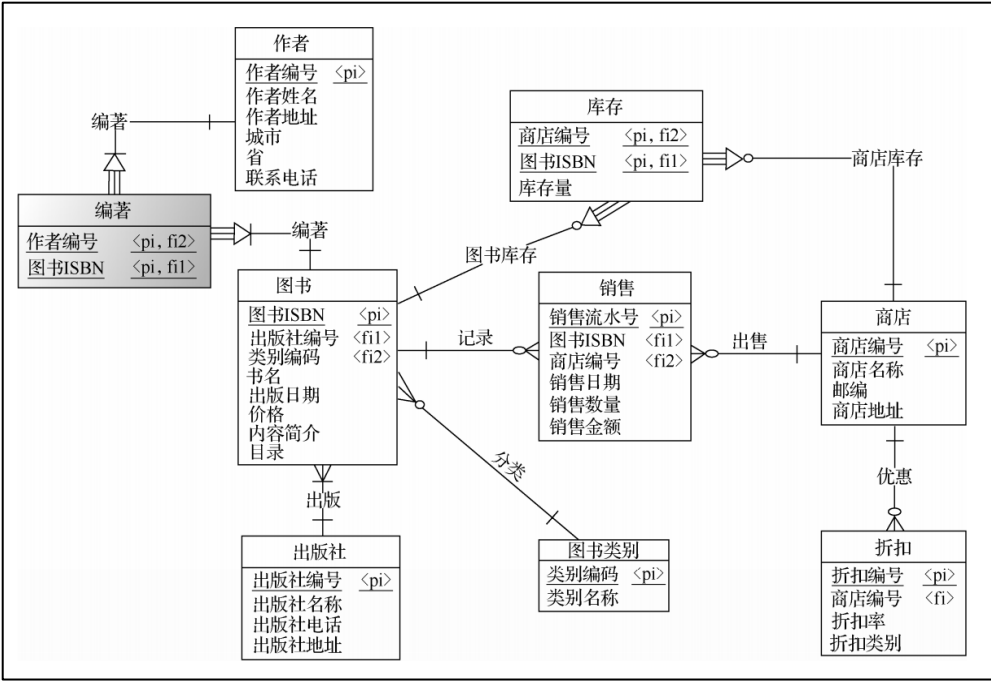 作者
作者编号 <pi>
作者姓名
作者地址
城市
省
联系电话
编著
编著
作者编号 <pi, fi2>
图书ISBN <pi, fi1>
编著
库存
商店编号 <pi, fi2>
图书ISBN <pi, fi1>
库存量
商店库存
图书库存
图书
图书ISBN <pi>
出版社编号 <fi1>
类别编码 <fi2>
书名
出版日期
价格
内容简介
目录
记录
销售
销售流水号 <pi>
图书ISBN <fi1>
商店编号 <fi2>
销售日期
销售数量
销售金额
出售
商店
商店编号 <pi>
商店名称
邮编
商店地址
分类
优惠
出版
出版社
出版社编号 <pi>
出版社名称
出版社电话
出版社地址
图书类别
类别编码 <pi>
类别名称
折扣
折扣编号 <pi>
商店编号 <fi>
折扣率
折扣类别